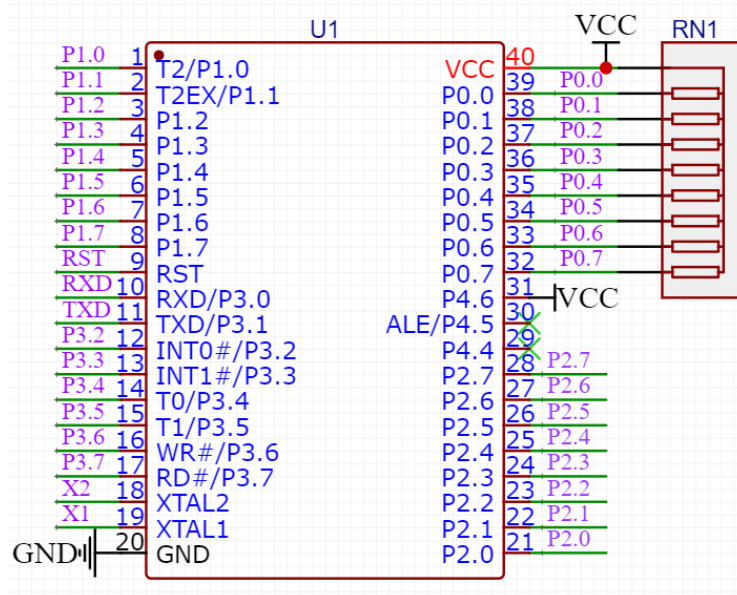 U1
VCC
RN1
P1.0 1 T2/P1.0 VCC 40
P1.1 2 T2EX/P1.1 P0.0 39 P0.0
P1.2 3 P1.2 P0.1 38 P0.1
P1.3 4 P1.3 P0.2 37 P0.2
P1.4 5 P1.4 P0.3 36 P0.3
P1.5 6 P1.5 P0.4 35 P0.4
P1.6 7 P1.6 P0.5 34 P0.5
P1.7 8 P1.7 P0.6 33 P0.6
RST 9 RST P0.7 32 P0.7
RXD 10 RXD/P3.0 P4.6 31 VCC
TXD 11 TXD/P3.1 ALE/P4.5 30
P3.2 12 INT0#/P3.2 P4.4 29
P3.3 13 INT1#/P3.3 P2.7 28 P2.7
P3.4 14 T0/P3.4 P2.6 27 P2.6
P3.5 15 T1/P3.5 P2.5 26 P2.5
P3.6 16 WR#/P3.6 P2.4 25 P2.4
P3.7 17 RD#/P3.7 P2.3 24 P2.3
X2 18 XTAL2 P2.2 23 P2.2
X1 19 XTAL1 P2.1 22 P2.1
GND 20 GND P2.0 21 P2.0